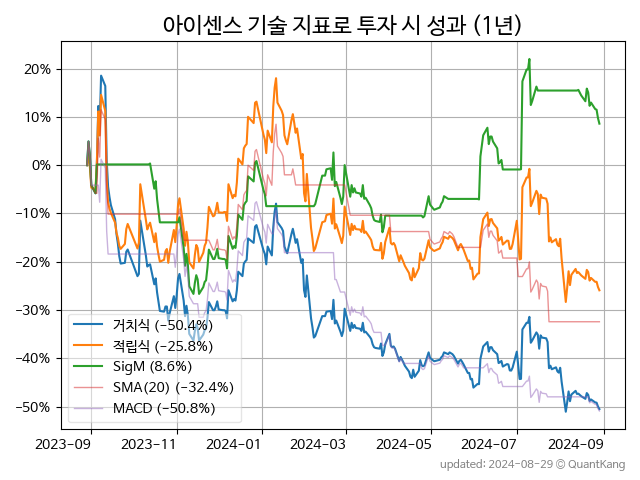 아이센스 기술 지표로 투자 시 성과 (1년)
20%
10%
0%
−10%
−20%
−30%
−40%
−50%
거치식 (−50.4%)
적립식 (−25.8%)
SigM (8.6%)
SMA(20) (−32.4%)
MACD (−50.8%)
2023−09 2023−11 2024−01 2024−03 2024−05 2024−07 2024−09
updated: 2024−08−29 © QuantKang